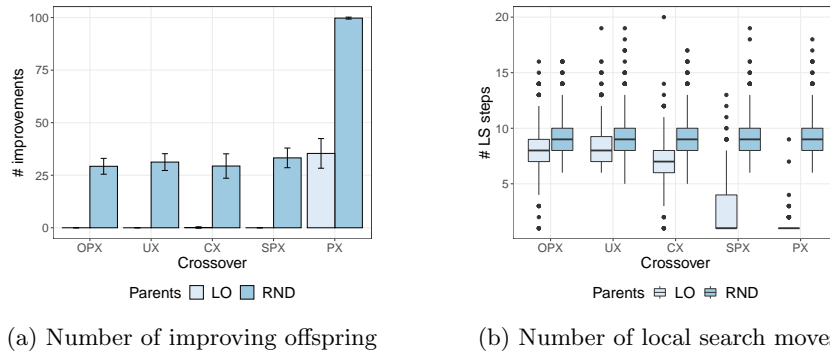 100
75
50
25
0
# improvements
OPX UX CX SPX PX
Crossover
Parents LO RND
(a) Number of improving offspring
20
15
10
5
# LS steps
OPX UX CX SPX PX
Crossover
Parents LO RND
(b) Number of local search move